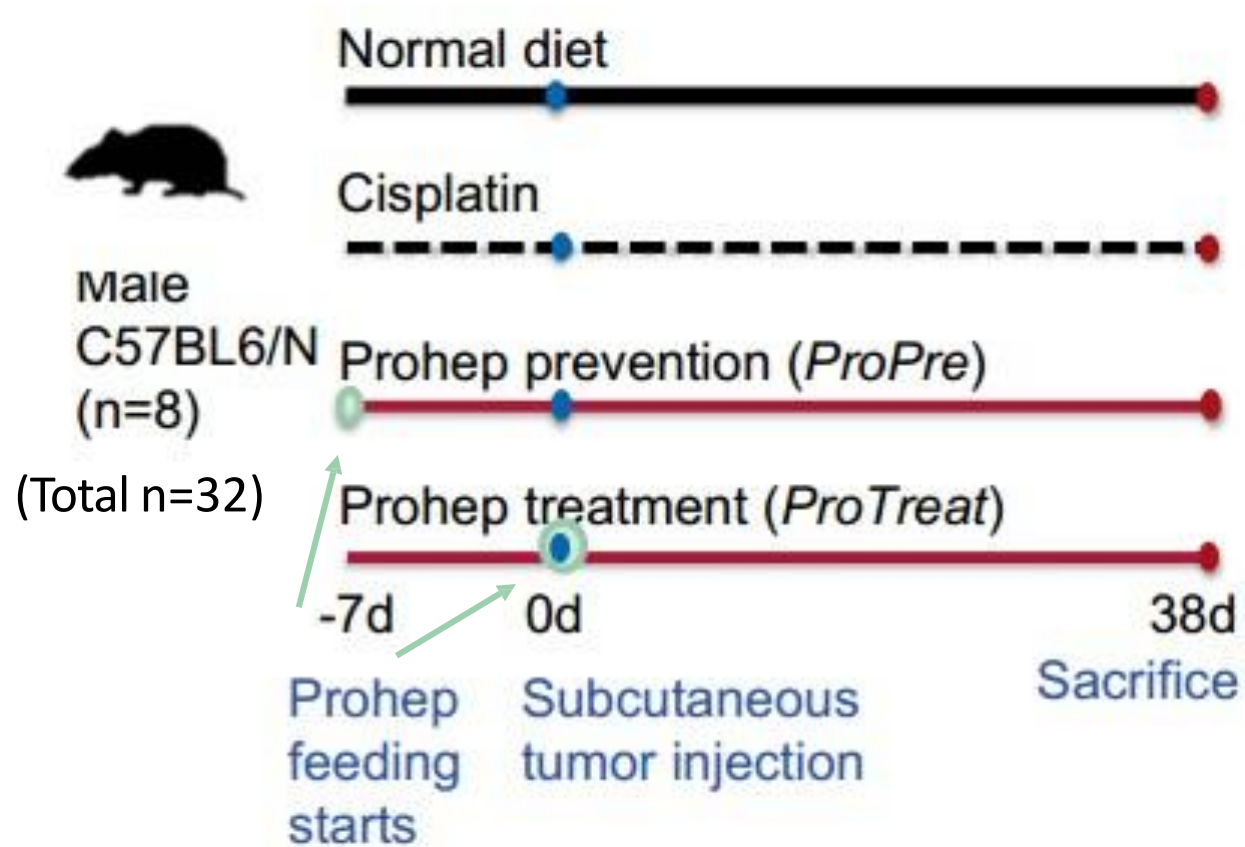 Normal diet
Cisplatin
Male
C57BL6/N
(n=8)
(Total n=32)
Prohep prevention (ProPre)
Prohep treatment (ProTreat)
-7d 0d 38d
Prohep
feeding
starts
Subcutaneous
tumor injection
Sacrifice